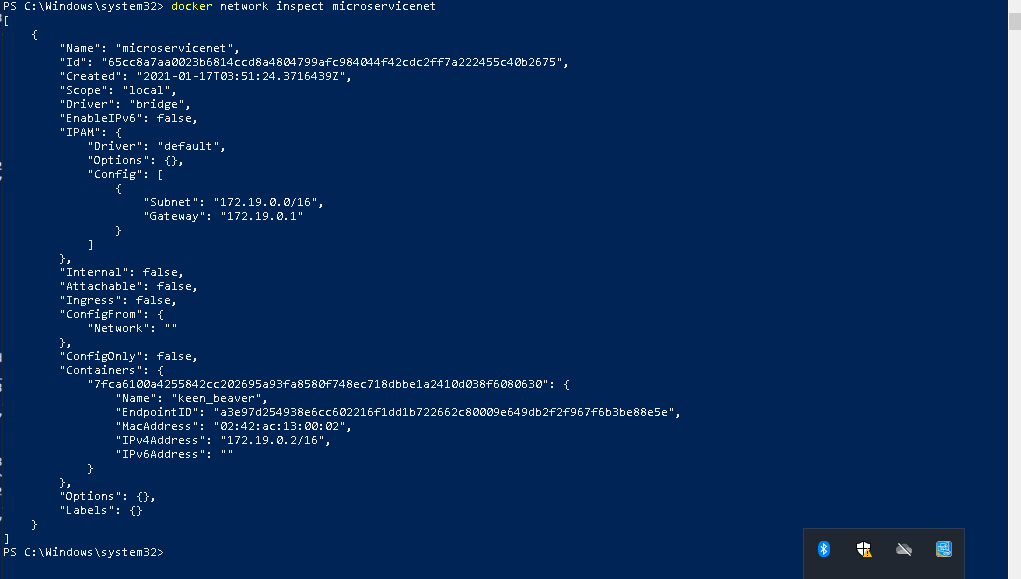 PS C:\Windows\system32> docker network inspect microservicenet
[
    {
        "Name": "microservicenet",
        "Id": "65cc8a7aa0023b6814ccd8a4804799afc984044f42cdc2ff7a222455c40b2675",
        "Created": "2021-01-17T03:51:24.3716439Z",
        "Scope": "local",
        "Driver": "bridge",
        "EnableIPv6": false,
        "IPAM": {
            "Driver": "default",
            "Options": {},
            "Config": [
                {
                    "Subnet": "172.19.0.0/16",
                    "Gateway": "172.19.0.1"
                }
            ]
        },
        "Internal": false,
        "Attachable": false,
        "Ingress": false,
        "ConfigFrom": {
            "Network": ""
        },
        "ConfigOnly": false,
        "Containers": {
            "7fca6100a4255842cc202695a93fa8580f748ec718dbbe1a2410d038f6080630": {
                "Name": "keen_beaver",
                "EndpointID": "a3e97d254938e6cc602216f1dd1b722662c80009e649db2f2f967f6b3be88e5e",
                "MacAddress": "02:42:ac:13:00:02",
                "IPv4Address": "172.19.0.2/16",
                "IPv6Address": ""
            }
        },
        "Options": {},
        "Labels": {}
    }
]
PS C:\Windows\system32>